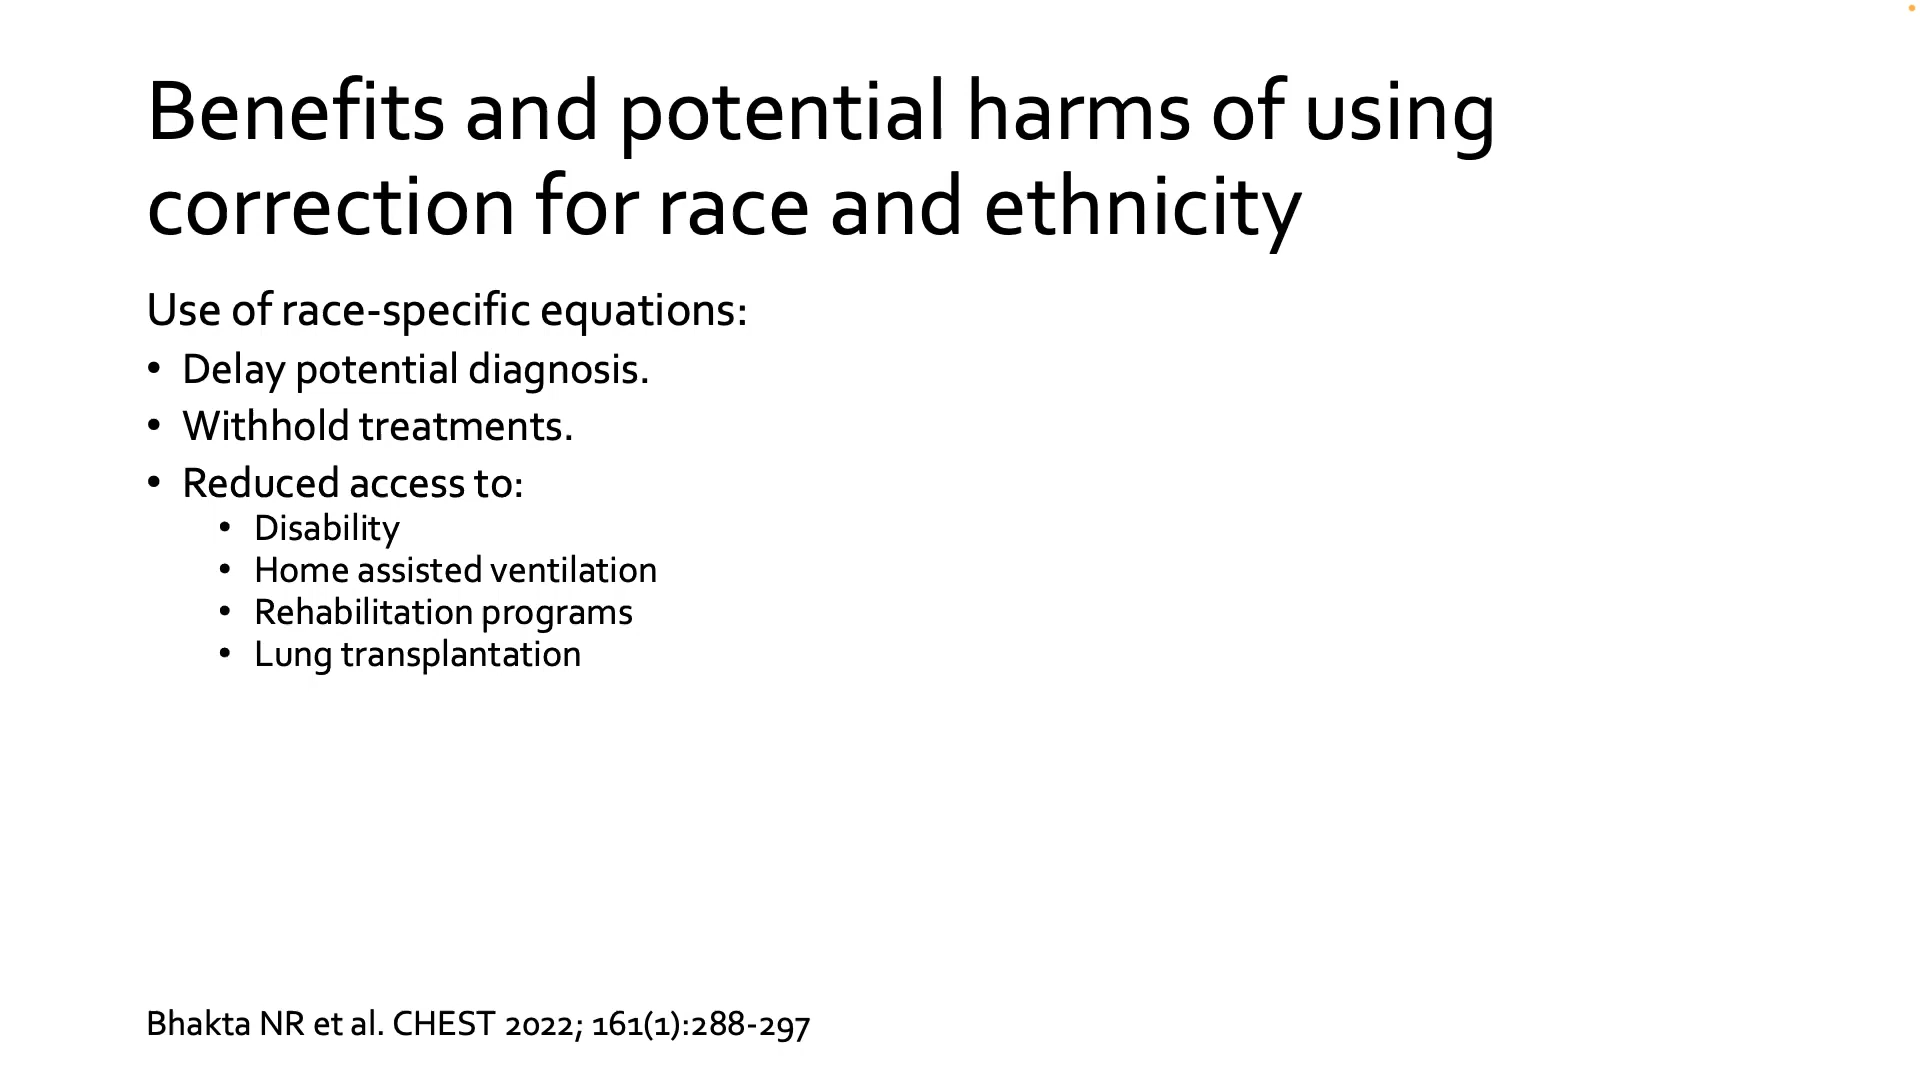 Benefits and potential harms of using
correction for race and ethnicity
Use of race-specific equations:
• Delay potential diagnosis.
• Withhold treatments.
• Reduced access to:
• Disability
• Home assisted ventilation
• Rehabilitation programs
• Lung transplantation
Bhakta NR et al. CHEST 2022; 161(1):288-297